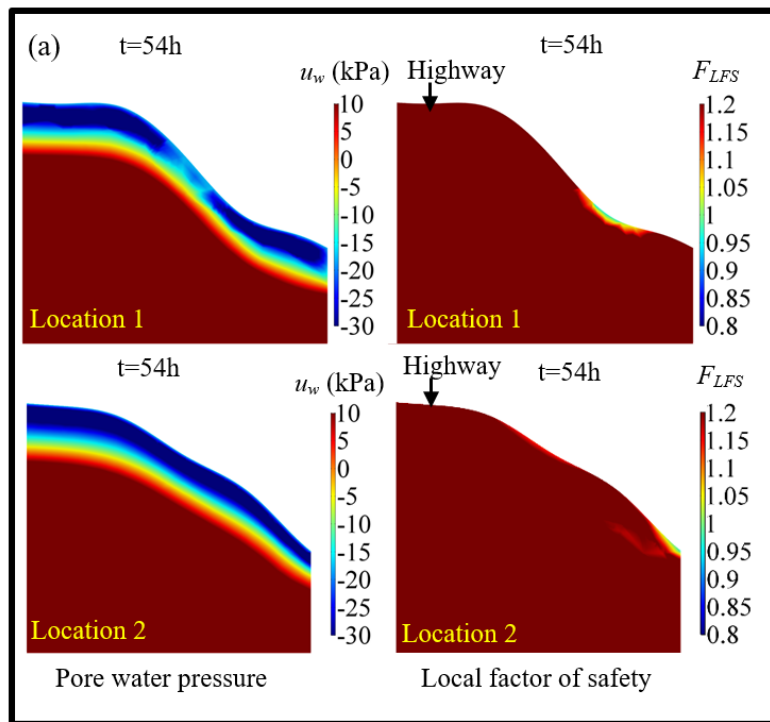 (a)
t=54h
u_w (kPa)
10
5
0
-5
-10
-15
-20
-25
-30
Location 1
t=54h
Highway
F_LFS
1.2
1.15
1.1
1.05
1
0.95
0.9
0.85
0.8
Location 1
t=54h
u_w (kPa)
10
5
0
-5
-10
-15
-20
-25
-30
Location 2
Highway
t=54h
F_LFS
1.2
1.15
1.1
1.05
1
0.95
0.9
0.85
0.8
Location 2
Pore water pressure
Local factor of safety